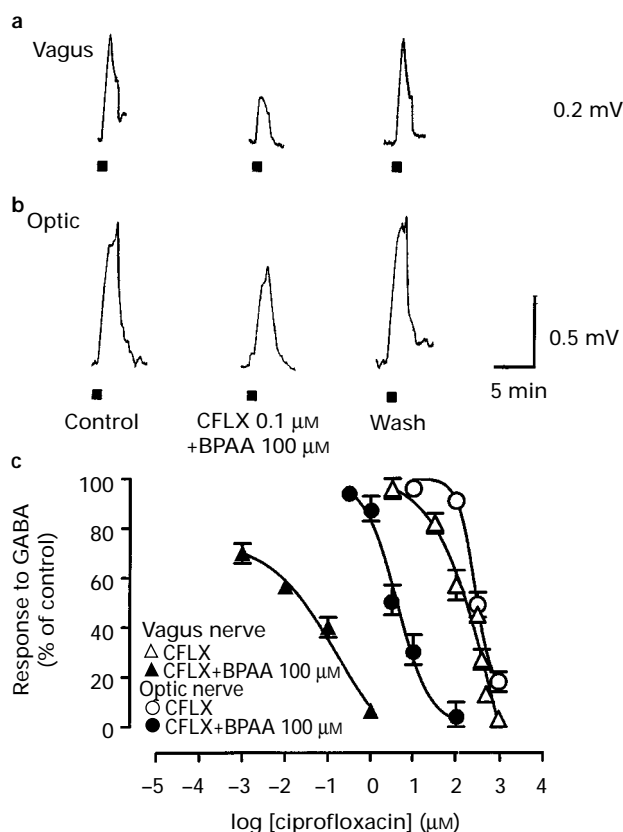 a
Vagus
0.2 mV
b
Optic
0.5 mV
5 min
Control
CFLX 0.1 μM
+BPAA 100 μM
Wash
c
Response to GABA
(% of control)
100
80
60
40
20
0
Vagus nerve
CFLX
CFLX+BPAA 100 μM
Optic nerve
CFLX
CFLX+BPAA 100 μM
–5 –4 –3 –2 –1 0 1 2 3 4
log [ciprofloxacin] (μM)